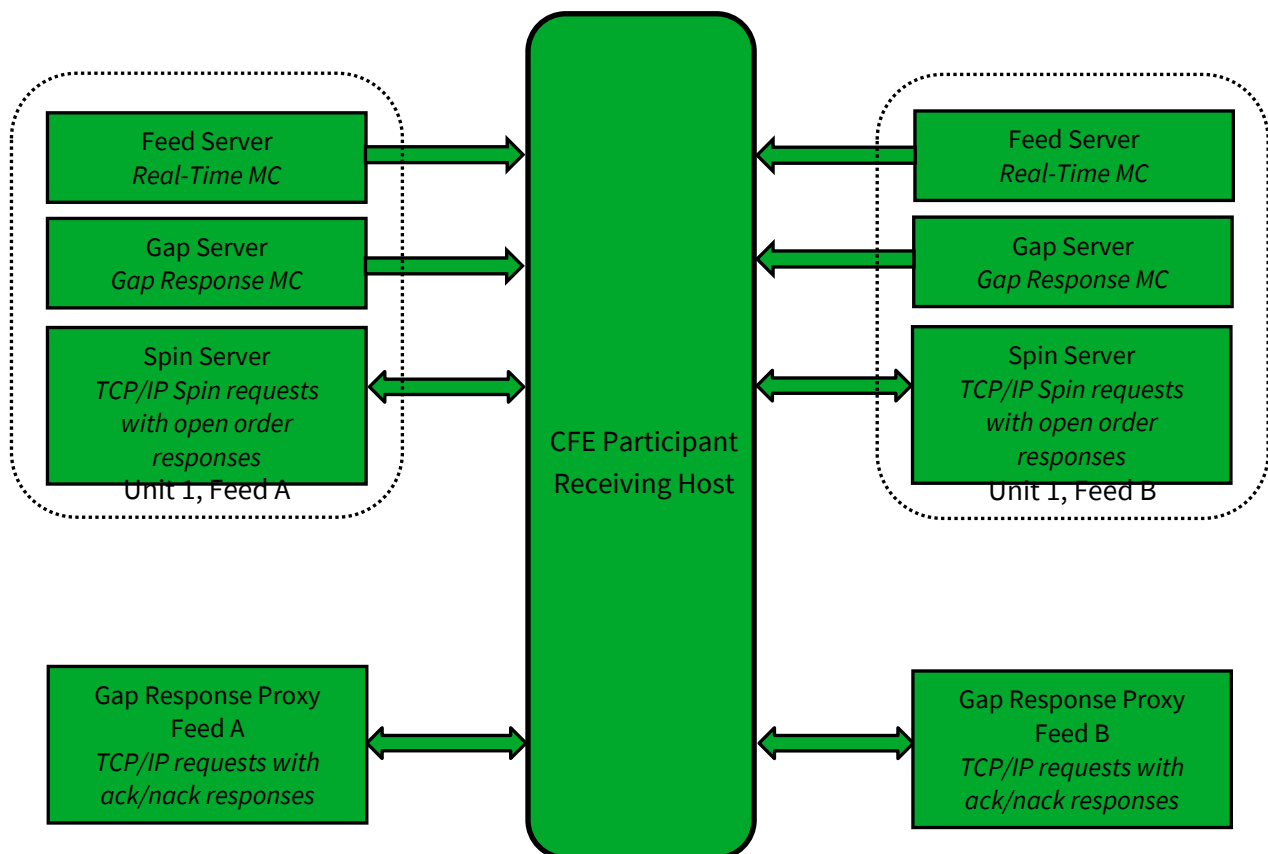 Feed Server
Real-Time MC
Gap Server
Gap Response MC
Spin Server
TCP/IP Spin requests
with open order
responses
Unit 1, Feed A
Gap Response Proxy
Feed A
TCP/IP requests with
ack/nack responses
CFE Participant
Receiving Host
Feed Server
Real-Time MC
Gap Server
Gap Response MC
Spin Server
TCP/IP Spin requests
with open order
responses
Unit 1, Feed B
Gap Response Proxy
Feed B
TCP/IP requests with
ack/nack responses